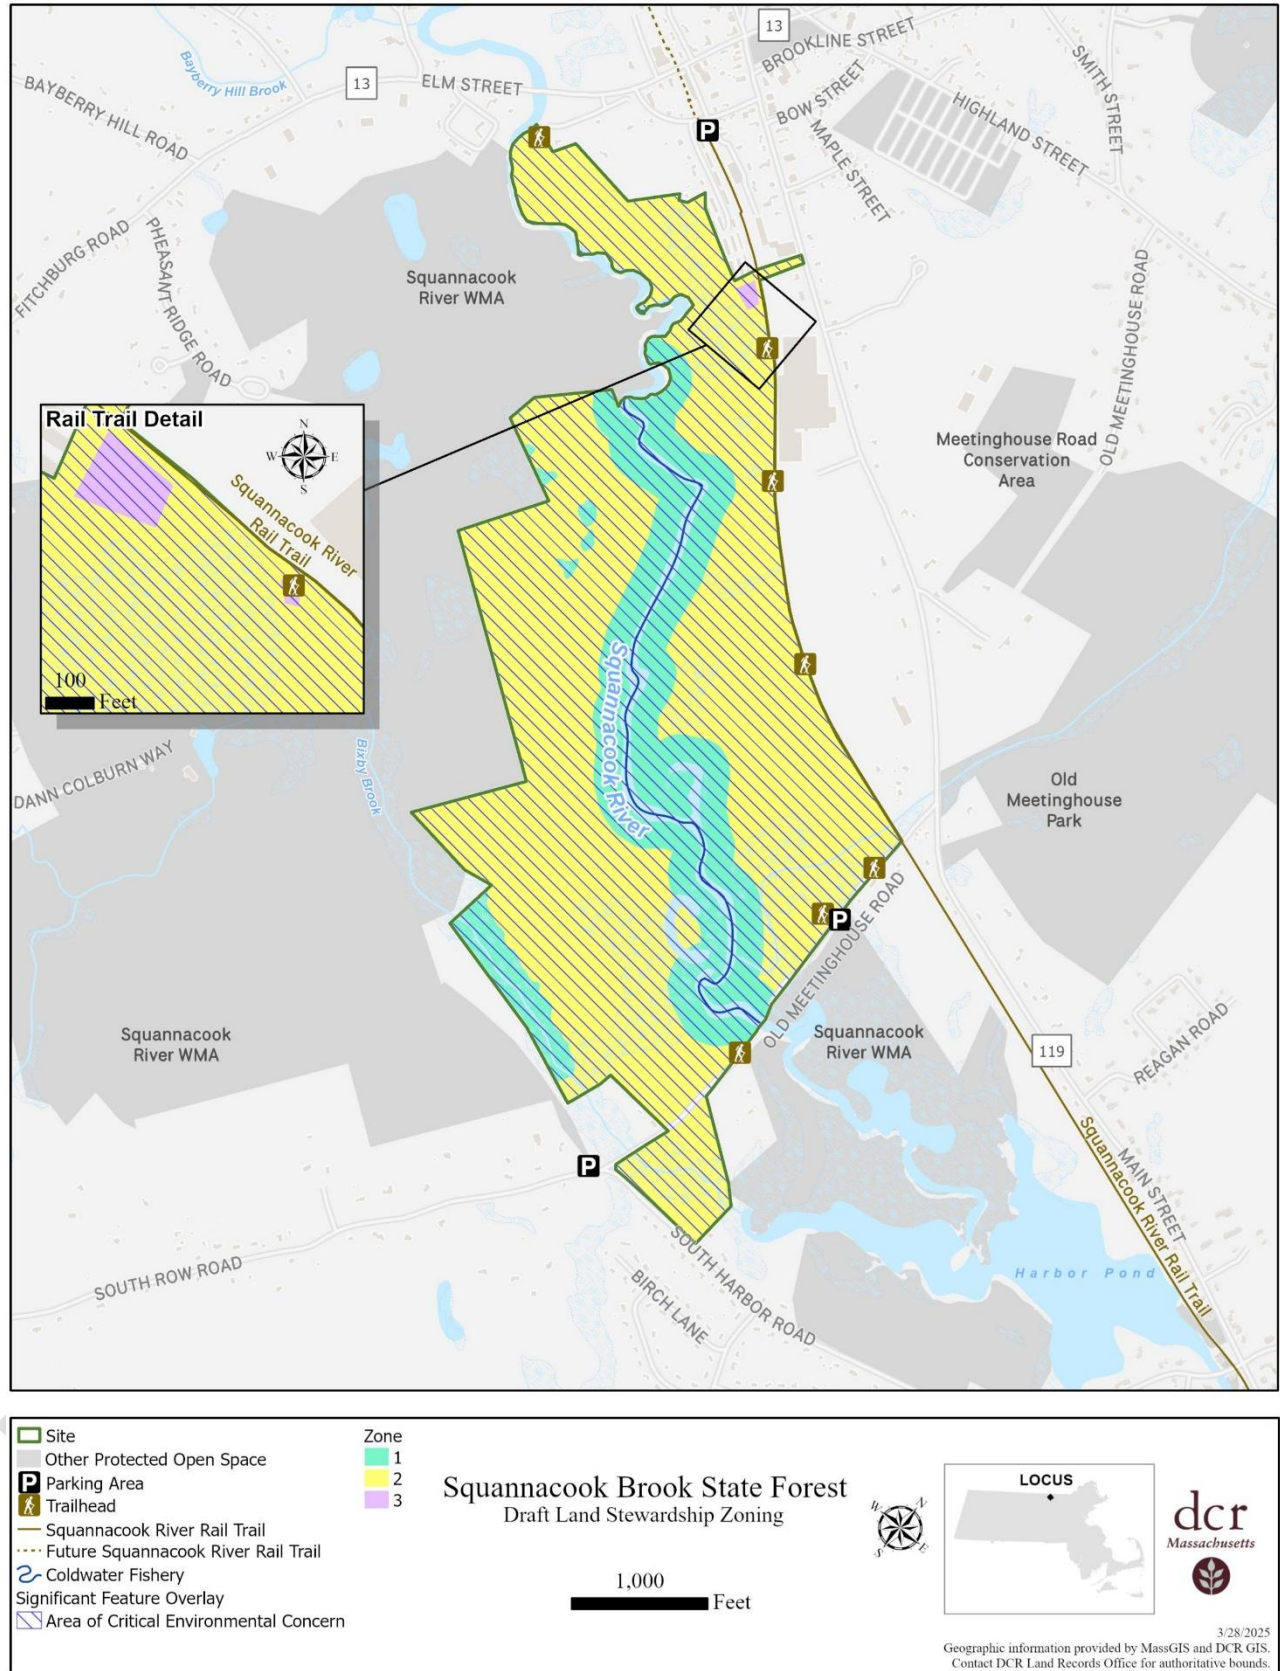 13
BROOKLINE STREET
SMITH STREET
Bayberry Hill Brook
13
ELM STREET
BAYBERRY HILL ROAD
P
BOW STREET
HIGHLAND STREET
MAPLE STREET
FITCHBURG ROAD
PHEASANT RIDGE ROAD
Squannacook
River WMA
OLD MEETINGHOUSE ROAD
Rail Trail Detail
N
W
E
S
Squannacook River
Rail Trail
100
Feet
Meetinghouse Road
Conservation
Area
Squannacook River
DANN COLBURN WAY
Bixby Brook
Old
Meetinghouse
Park
P
OLD MEETINGHOUSE ROAD
Squannacook
River WMA
Squannacook
River WMA
119
REAGAN ROAD
MAIN STREET
Squannacook River Rail Trail
P
SOUTH ROW ROAD
SOUTH HARBOR ROAD
BIRCH LANE
Harbor Pond
Site
Other Protected Open Space
P Parking Area
Trailhead
Squannacook River Rail Trail
Future Squannacook River Rail Trail
Coldwater Fishery
Significant Feature Overlay
Area of Critical Environmental Concern
Zone
1
2
3
Squannacook Brook State Forest
Draft Land Stewardship Zoning
1,000
Feet
N
W
E
S
LOCUS
dcr
Massachusetts
3/28/2025
Geographic information provided by MassGIS and DCR GIS.
Contact DCR Land Records Office for authoritative bounds.